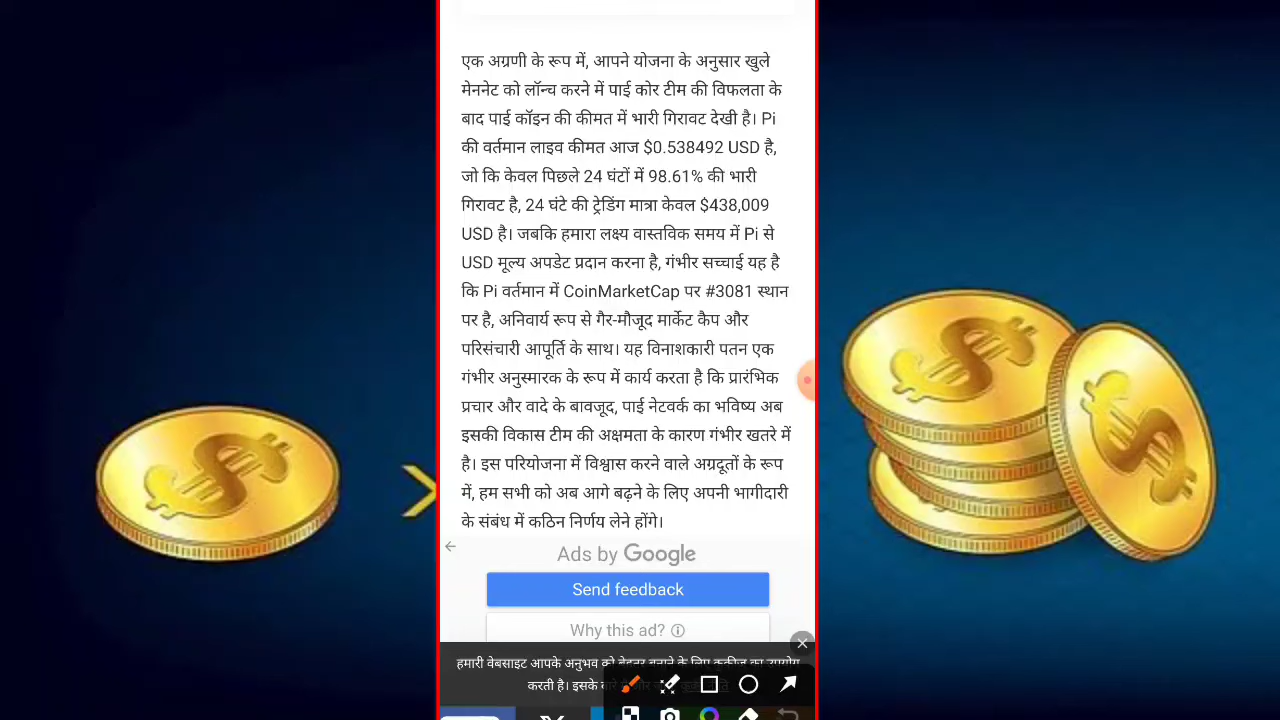 एक अग्रणी के रूप में, आपने योजना के अनुसार खुले
मेननेट को लॉन्च करने में पाई कोर टीम की विफलता के
बाद पाई कॉइन की कीमत में भारी गिरावट देखी है। Pi
की वर्तमान लाइव कीमत आज $0.538492 USD है,
जो कि केवल पिछले 24 घंटों में 98.61% की भारी
गिरावट है, 24 घंटे की ट्रेडिंग मात्रा केवल $438,009
USD है। जबकि हमारा लक्ष्य वास्तविक समय में Pi से
USD मूल्य अपडेट प्रदान करना है, गंभीर सच्चाई यह है
कि Pi वर्तमान में CoinMarketCap पर #3081 स्थान
पर है, अनिवार्य रूप से गैर-मौजूद मार्केट कैप और
परिसंचारी आपूर्ति के साथ। यह विनाशकारी पतन एक
गंभीर अनुस्मारक के रूप में कार्य करता है कि प्रारंभिक
प्रचार और वादे के बावजूद, पाई नेटवर्क का भविष्य अब
इसकी विकास टीम की अक्षमता के कारण गंभीर खतरे में
है। इस परियोजना में विश्वास करने वाले अग्रदूतों के रूप
में, हम सभी को अब आगे बढ़ने के लिए अपनी भागीदारी
के संबंध में कठिन निर्णय लेने होंगे।
Ads by Google
Send feedback
Why this ad?
हमारी वेबसाइट आपके अनुभव को बेहतर बनाने के लिए कुकीज़ का उपयोग
करती है। इसके